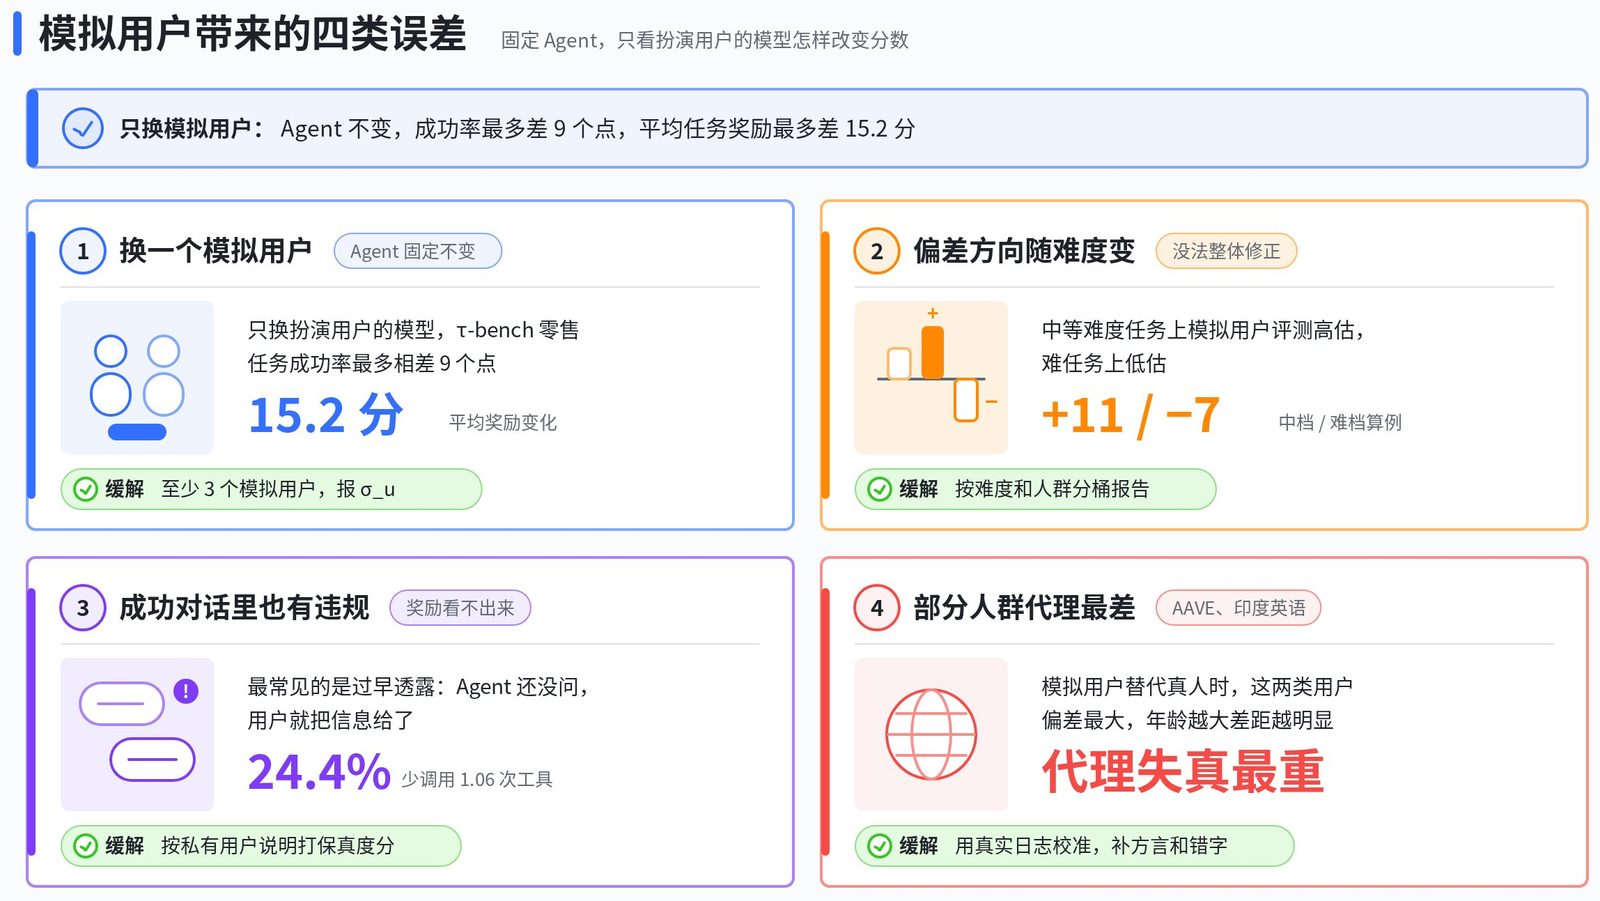 模拟用户带来的四类误差
固定 Agent，只看扮演用户的模型怎样改变分数
只换模拟用户： Agent 不变，成功率最多差 9 个点，平均任务奖励最多差 15.2 分
1 换一个模拟用户 Agent 固定不变
只换扮演用户的模型，τ-bench 零售
任务成功率最多相差 9 个点
15.2 分 平均奖励变化
缓解 至少 3 个模拟用户，报 σ_u
2 偏差方向随难度变 没法整体修正
+
−
中等难度任务上模拟用户评测高估，
难任务上低估
+11 / −7 中档 / 难档算例
缓解 按难度和人群分桶报告
3 成功对话里也有违规 奖励看不出来
!
最常见的是过早透露：Agent 还没问，
用户就把信息给了
24.4% 少调用 1.06 次工具
缓解 按私有用户说明打保真度分
4 部分人群代理最差 AAVE、印度英语
模拟用户替代真人时，这两类用户
偏差最大，年龄越大差距越明显
代理失真最重
缓解 用真实日志校准，补方言和错字